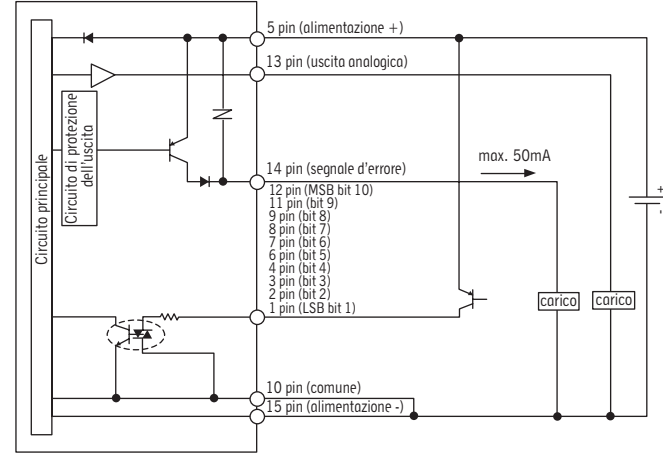 5 pin (alimentazione +)
13 pin (uscita analogica)
Circuito principale
Circuito di protezione
dell'uscita
14 pin (segnale d'errore)
max. 50mA
12 pin (MSB bit 10)
11 pin (bit 9)
9 pin (bit 8)
8 pin (bit 7)
7 pin (bit 6)
6 pin (bit 5)
4 pin (bit 4)
3 pin (bit 3)
2 pin (bit 2)
1 pin (LSB bit 1)
+
-
carico
carico
10 pin (comune)
15 pin (alimentazione -)